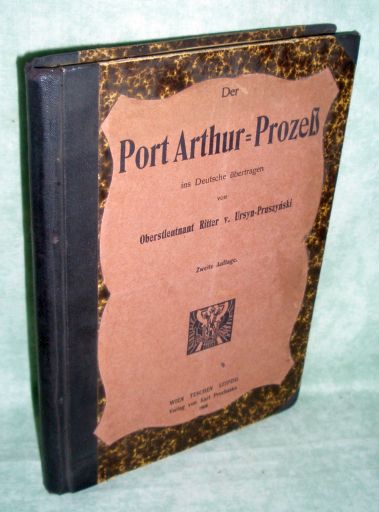 Der
Port Arthur=Prozeß
ins Deutsche übertragen
von
Oberstleutnant Ritter v. Ursyn-Pruszyński
Zweite Auflage.
WIEN TESCHEN LEIPZIG
Verlag von Karl Prochaska